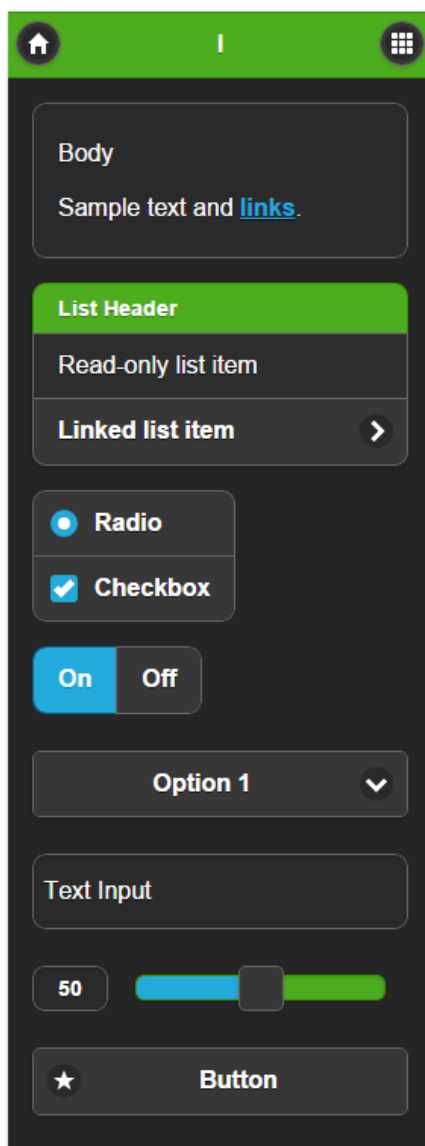 I
Body
Sample text and links.
List Header
Read-only list item
Linked list item
Radio
Checkbox
On Off
Option 1
Text Input
50
Button